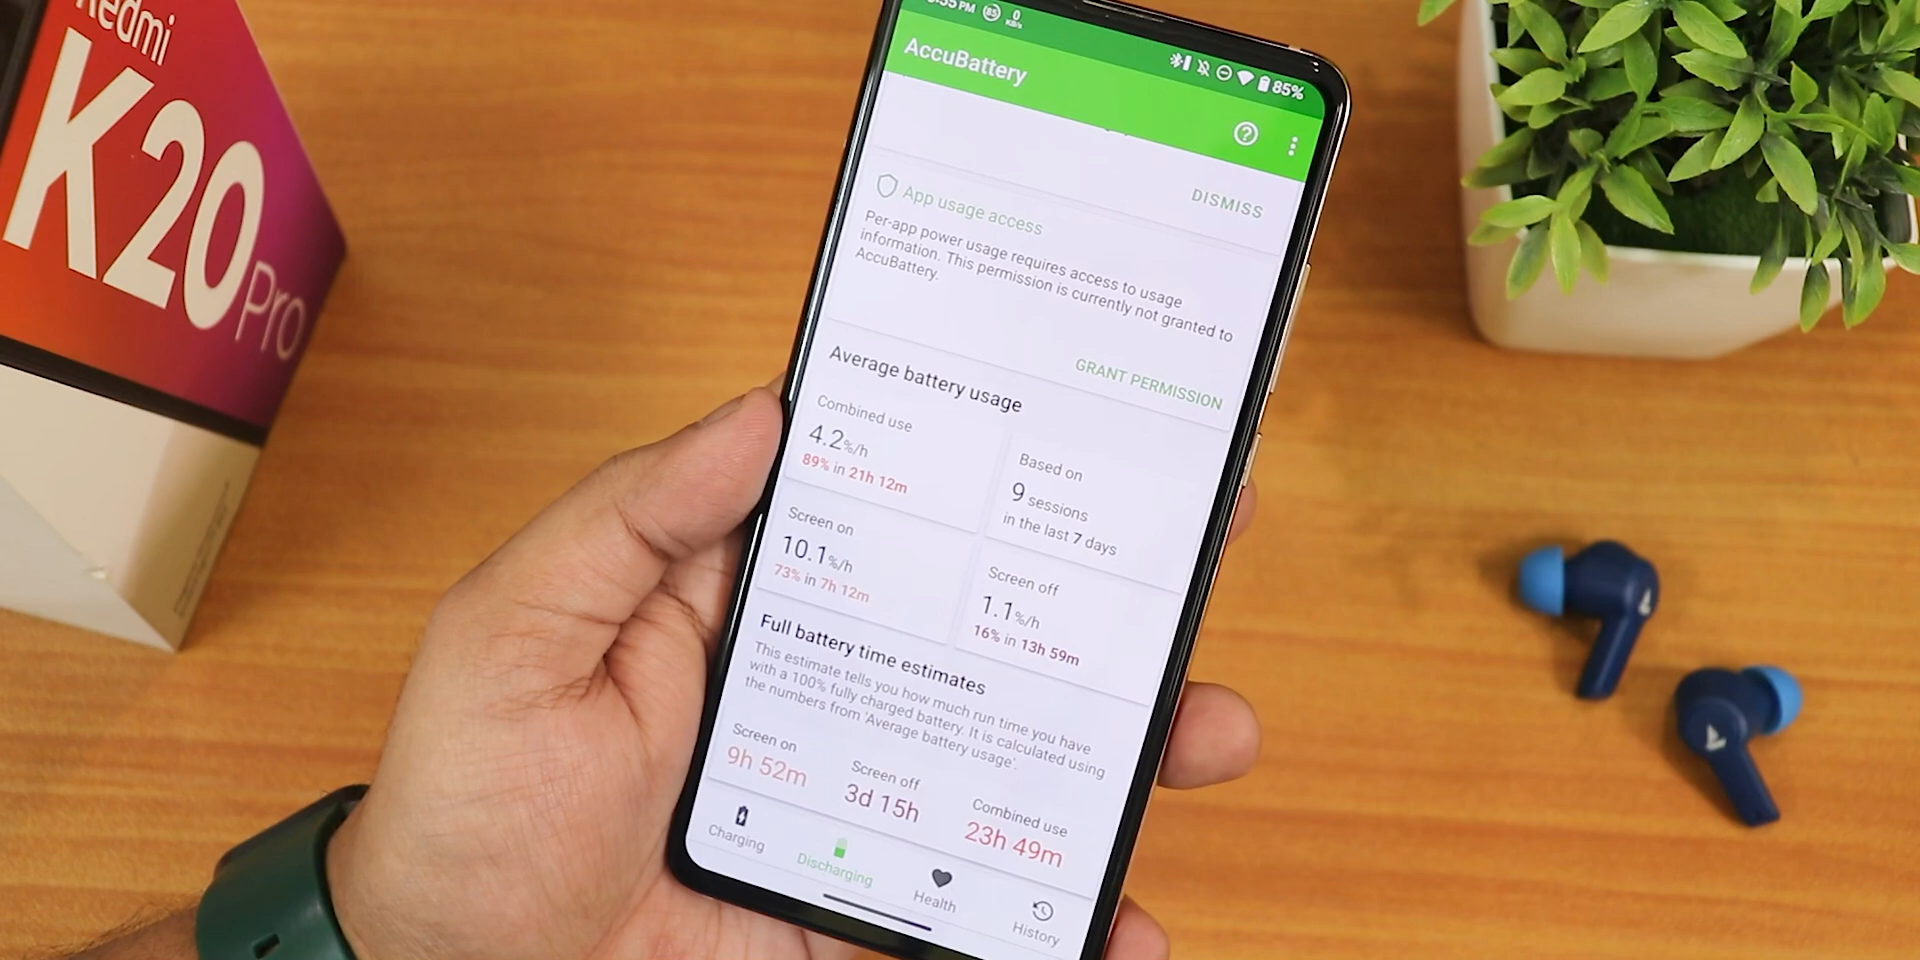 Redmi
K20 Pro
PM 85 0 KB/s 85%
AccuBattery
DISMISS
App usage access
Per-app power usage requires access to usage
information. This permission is currently not granted to
AccuBattery.
GRANT PERMISSION
Average battery usage
Combined use
4.2%/h
89% in 21h 12m
Based on
9 sessions
in the last 7 days
Screen on
10.1%/h
73% in 7h 12m
Screen off
1.1%/h
16% in 13h 59m
Full battery time estimates
This estimate tells you how much run time you have
with a 100% fully charged battery. It is calculated using
the numbers from 'Average battery usage'.
Screen on
9h 52m
Screen off
3d 15h
Combined use
23h 49m
Charging
Discharging
Health
History